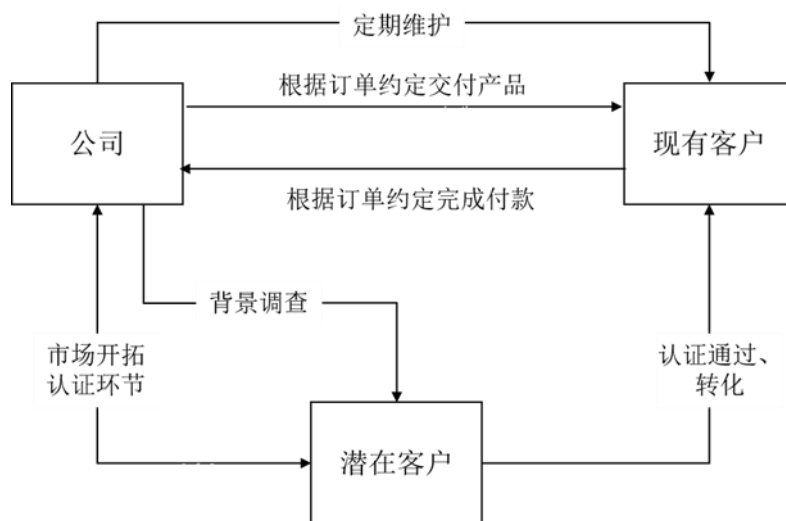 定期维护
根据订单约定交付产品
公司
现有客户
根据订单约定完成付款
背景调查
市场开拓
认证环节
认证通过、
转化
潜在客户